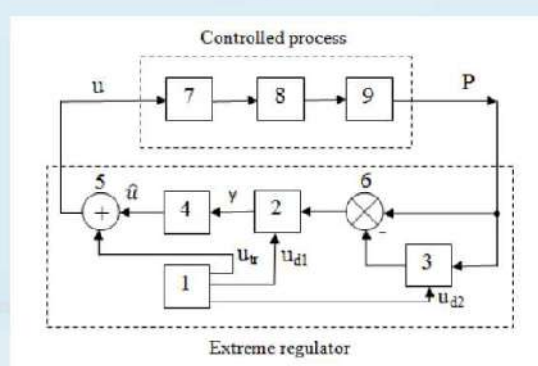 Controlled process
u
7
8
9
P
5
û
4
y
2
6
+
-
3
u_tr
u_d1
1
u_d2
Extreme regulator